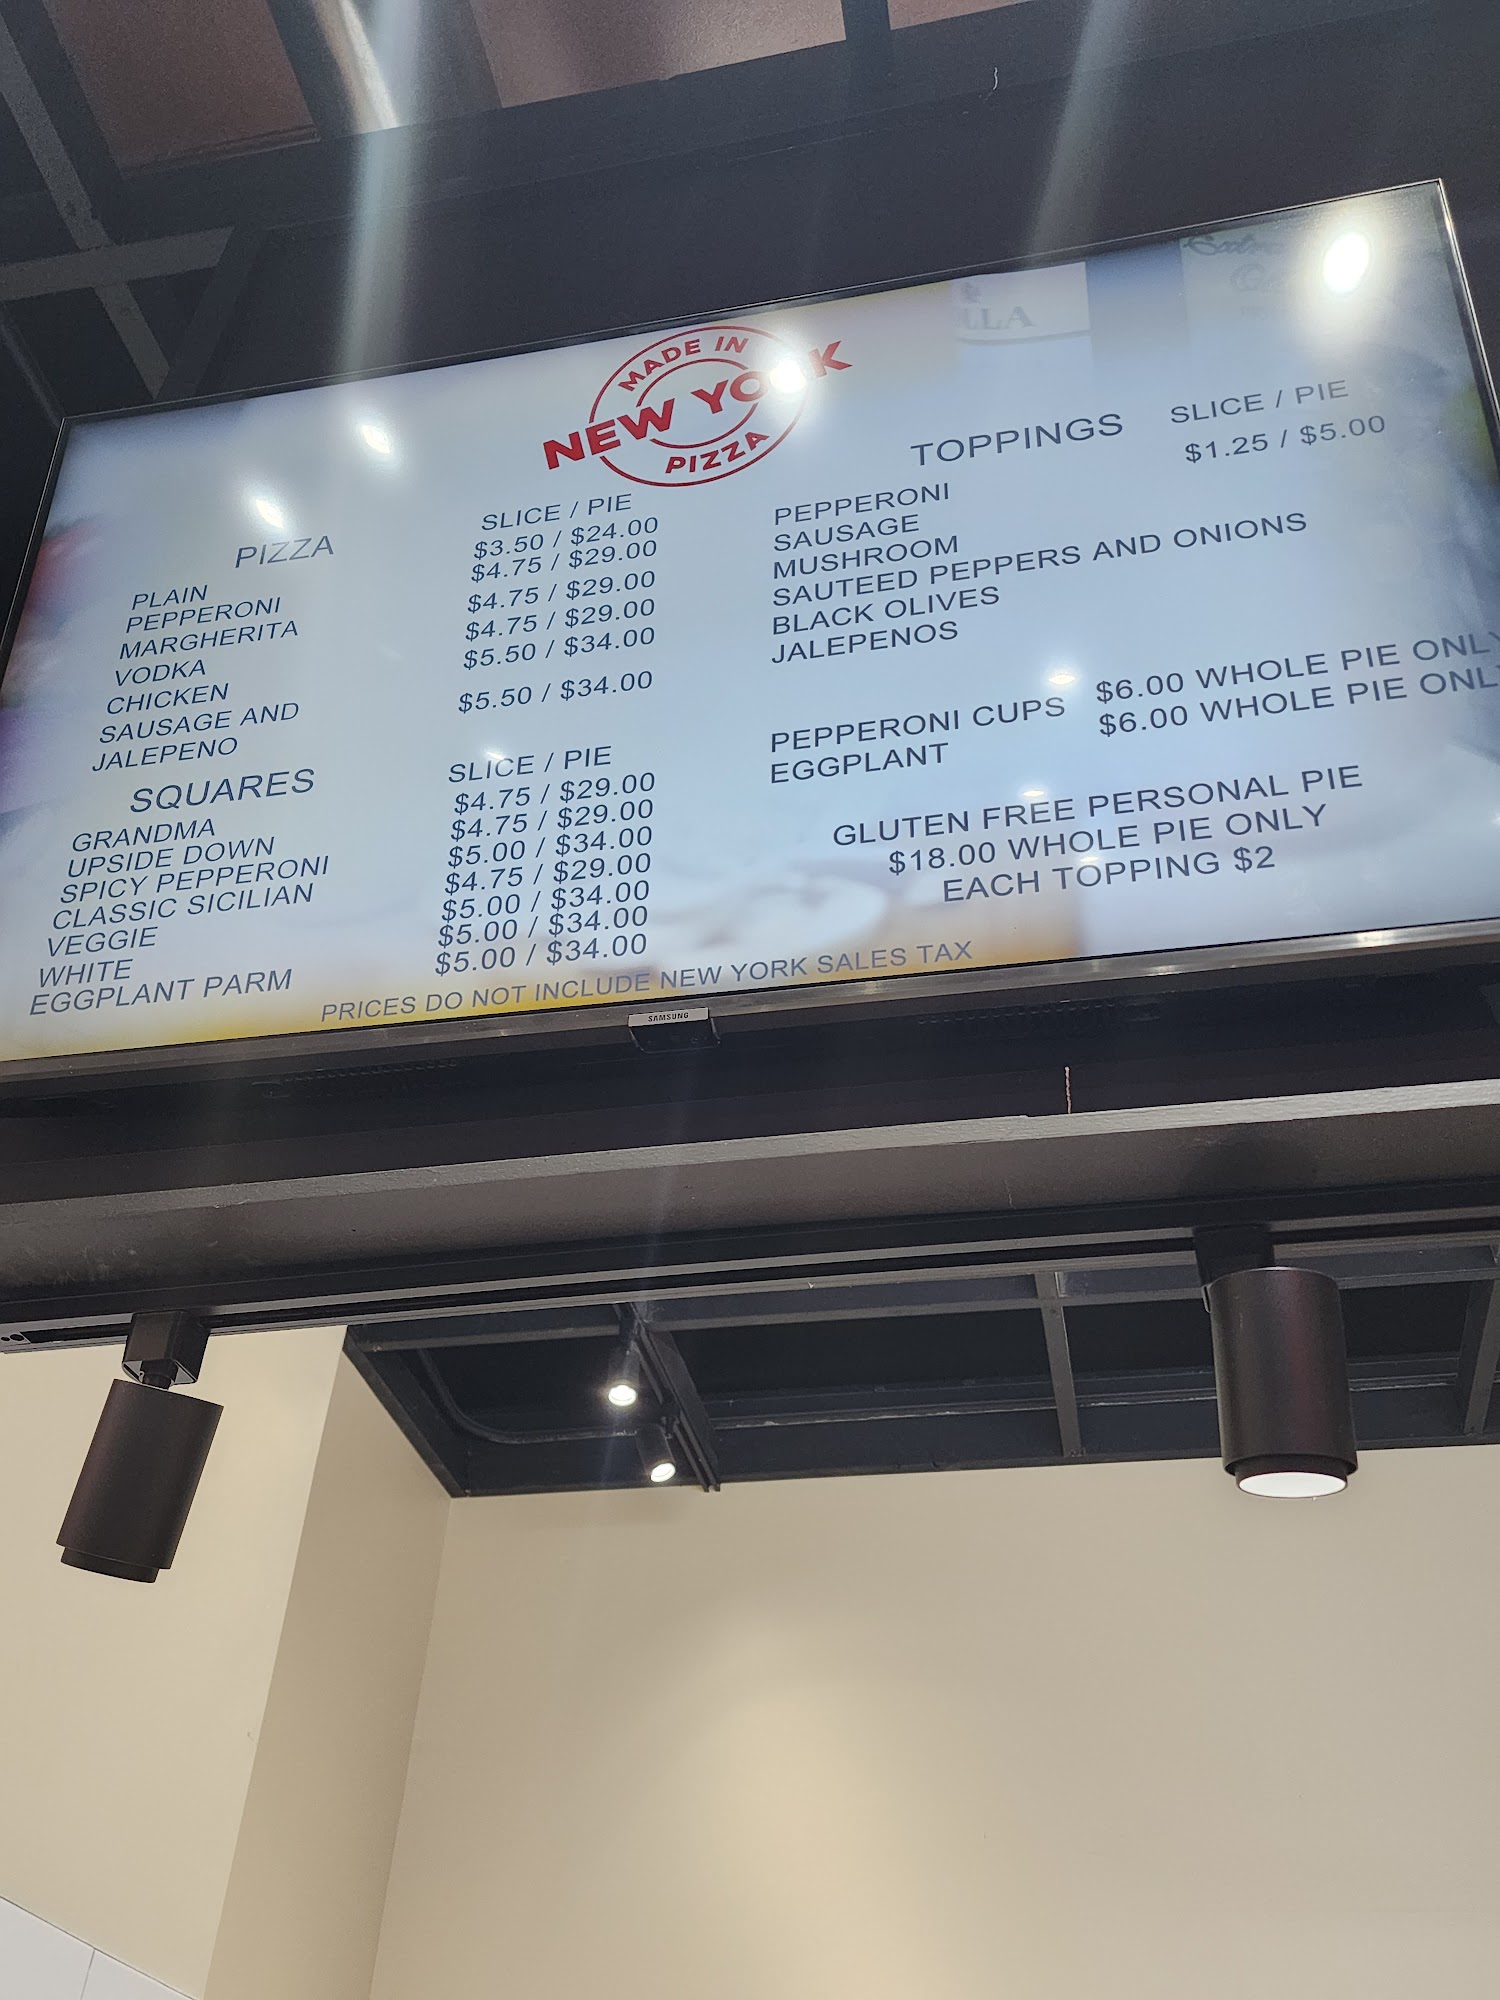 MADE IN
NEW YO K
PIZZA
PIZZA
SLICE / PIE
PLAIN $3.50 / $24.00
PEPPERONI $4.75 / $29.00
MARGHERITA $4.75 / $29.00
VODKA $4.75 / $29.00
CHICKEN $5.50 / $34.00
SAUSAGE AND $5.50 / $34.00
JALEPENO
SQUARES
SLICE / PIE
GRANDMA $4.75 / $29.00
UPSIDE DOWN $4.75 / $29.00
SPICY PEPPERONI $5.00 / $34.00
CLASSIC SICILIAN $4.75 / $29.00
VEGGIE $5.00 / $34.00
WHITE $5.00 / $34.00
EGGPLANT PARM $5.00 / $34.00
TOPPINGS
SLICE / PIE
$1.25 / $5.00
PEPPERONI
SAUSAGE
MUSHROOM
SAUTEED PEPPERS AND ONIONS
BLACK OLIVES
JALEPENOS
PEPPERONI CUPS $6.00 WHOLE PIE ONLY
EGGPLANT $6.00 WHOLE PIE ONL
GLUTEN FREE PERSONAL PIE
$18.00 WHOLE PIE ONLY
EACH TOPPING $2
PRICES DO NOT INCLUDE NEW YORK SALES TAX
SAMSUNG